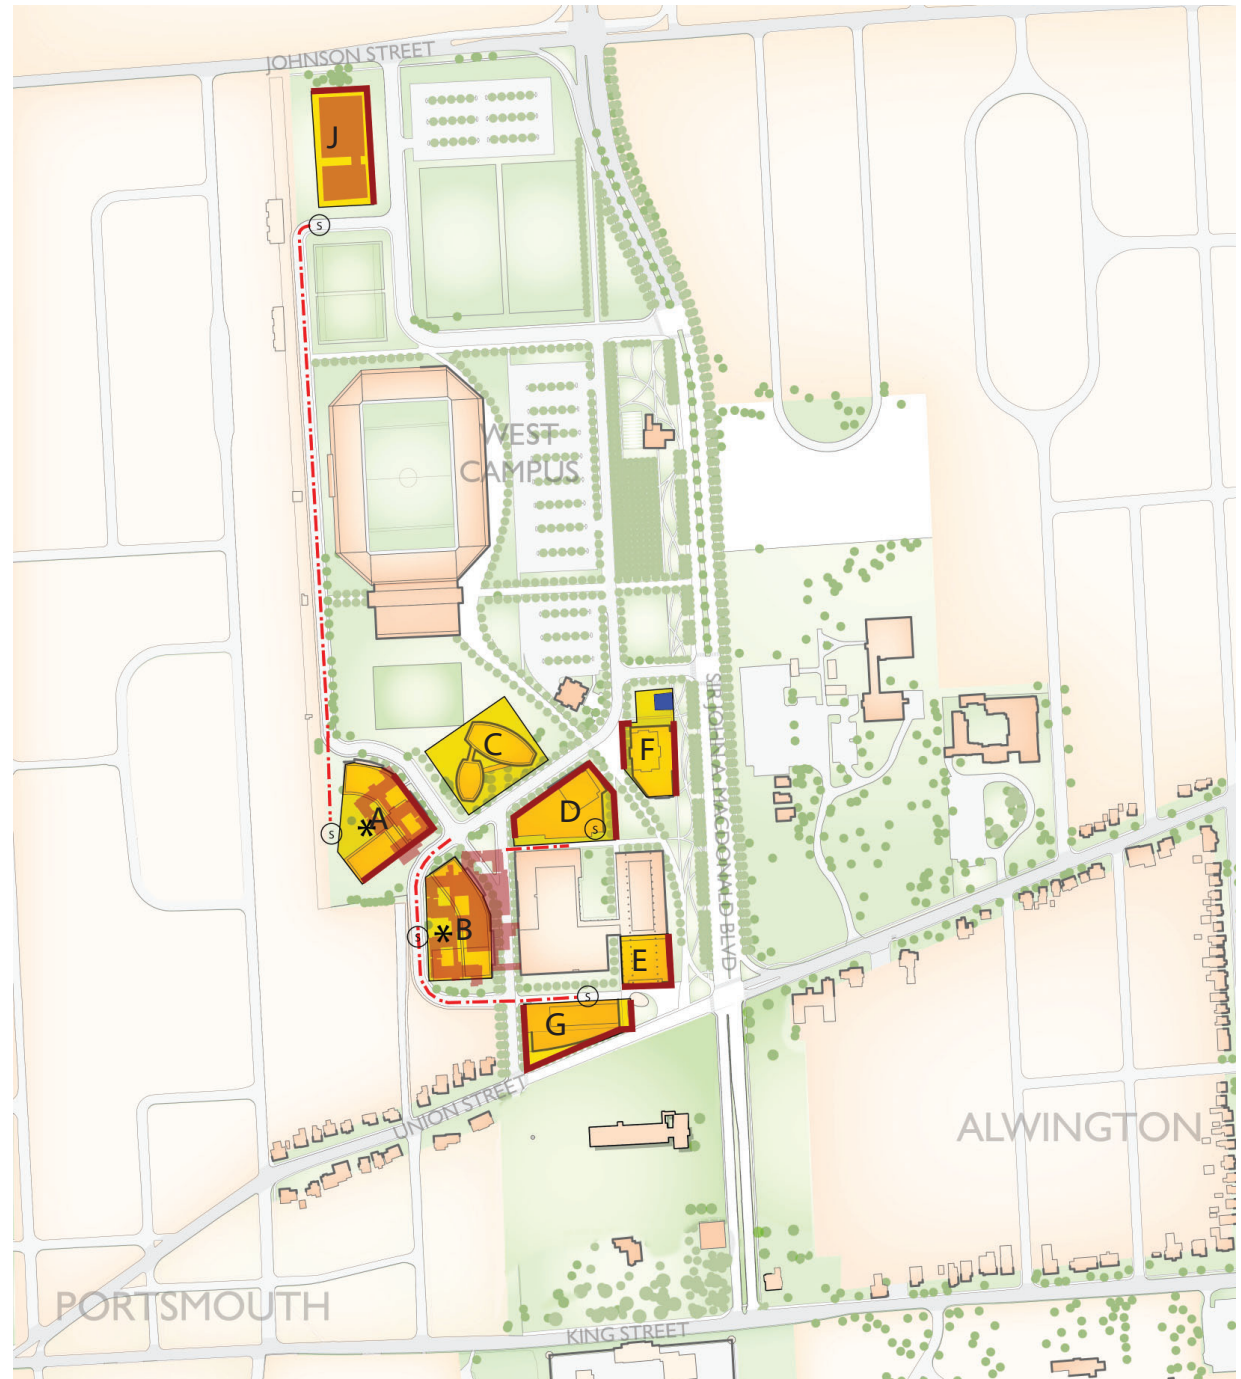 JOHNSON STREET
J
S
WEST
CAMPUS
SIR JOHN A MACDONALD BLVD
C
F
A
*
D
S
S
B
*
S
E
S
G
UNION STREET
ALWINGTON
PORTSMOUTH
KING STREET